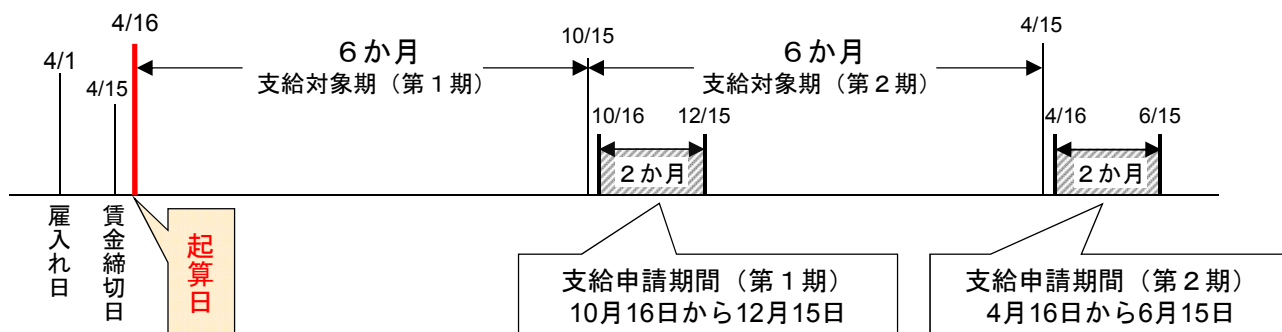 4/16
4/1
4/15
６か月
支給対象期（第１期）
10/15
６か月
支給対象期（第２期）
4/15
10/16
12/15
２か月
4/16
6/15
２か月
雇入れ日
賃金締切日
起算日
支給申請期間（第１期）
10月16日から12月15日
支給申請期間（第２期）
4月16日から6月15日